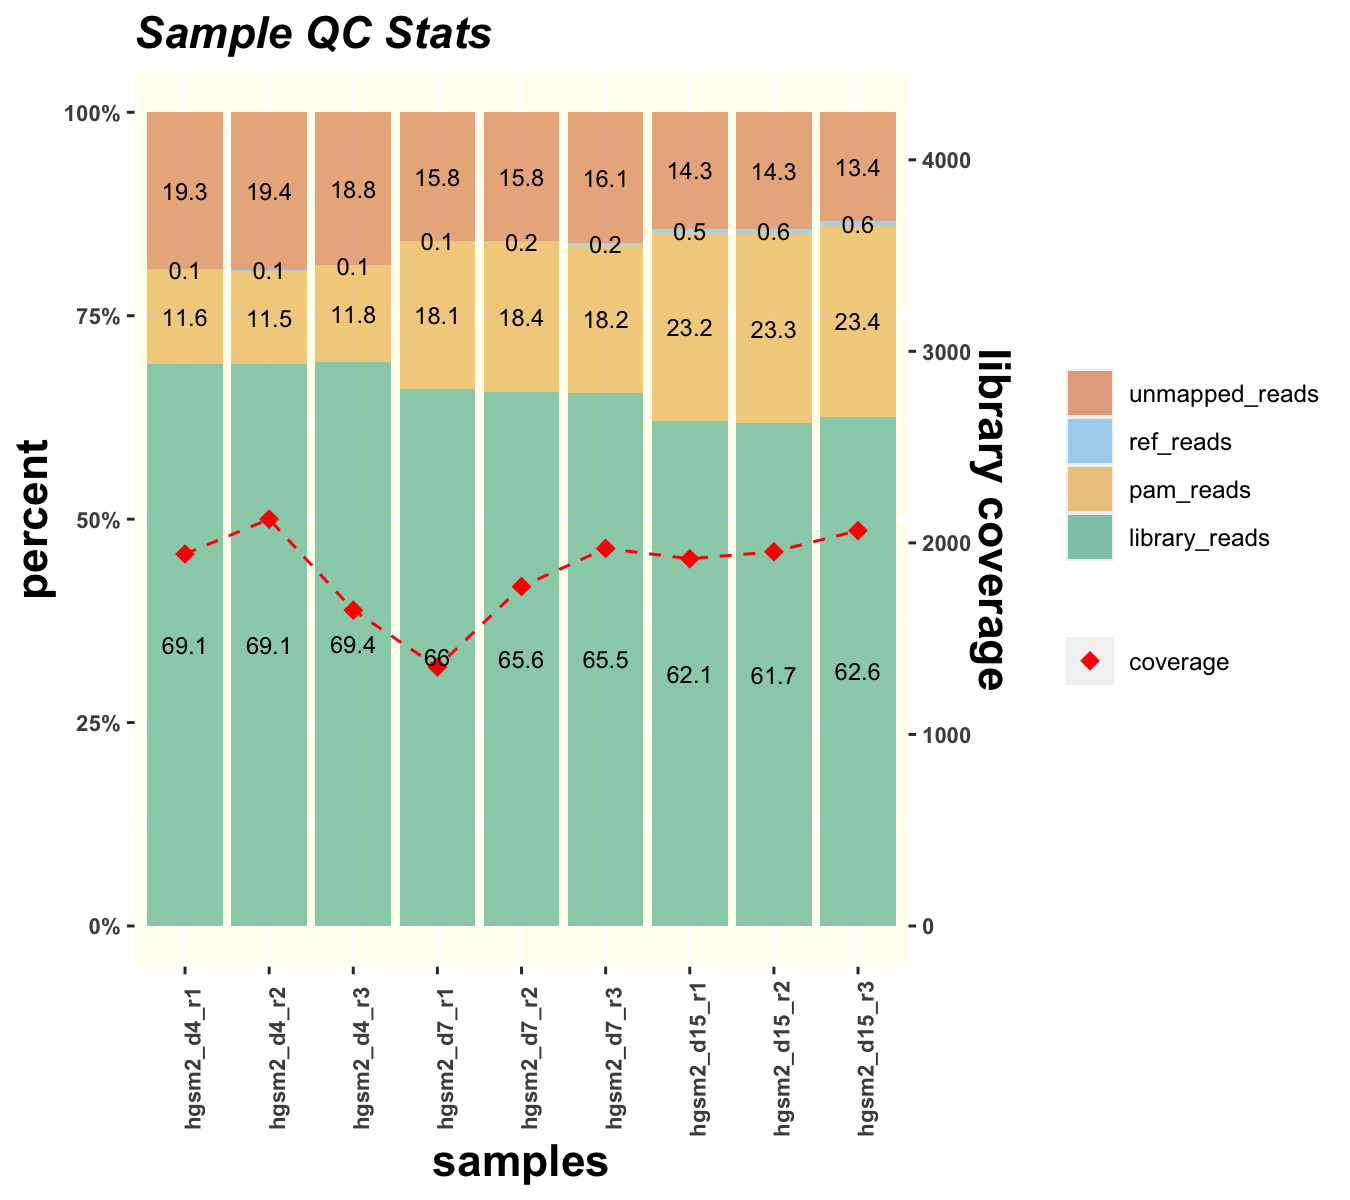 Sample QC Stats
100%
75%
50%
25%
0%
percent
19.3 19.4 18.8 15.8 15.8 16.1 14.3 14.3 13.4
0.1 0.1 0.1 0.1 0.2 0.2 0.5 0.6 0.6
11.6 11.5 11.8 18.1 18.4 18.2 23.2 23.3 23.4
69.1 69.1 69.4 66 65.6 65.5 62.1 61.7 62.6
4000
3000
2000
1000
0
library coverage
hgsm2_d4_r1
hgsm2_d4_r2
hgsm2_d4_r3
hgsm2_d7_r1
hgsm2_d7_r2
hgsm2_d7_r3
hgsm2_d15_r1
hgsm2_d15_r2
hgsm2_d15_r3
samples
unmapped_reads
ref_reads
pam_reads
library_reads
coverage